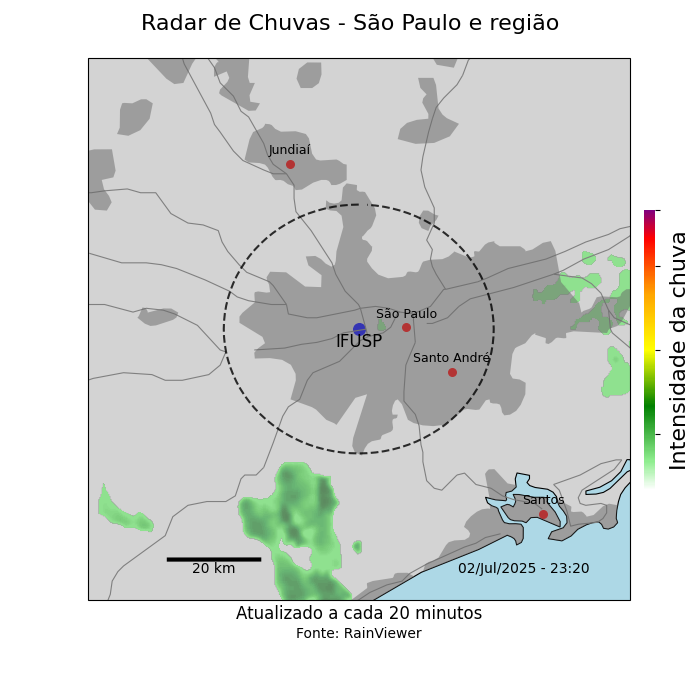 Radar de Chuvas - São Paulo e região
Jundiaí
São Paulo
IFUSP
Santo André
Intensidade da chuva
Santos
20 km
02/Jul/2025 - 23:20
Atualizado a cada 20 minutos
Fonte: RainViewer